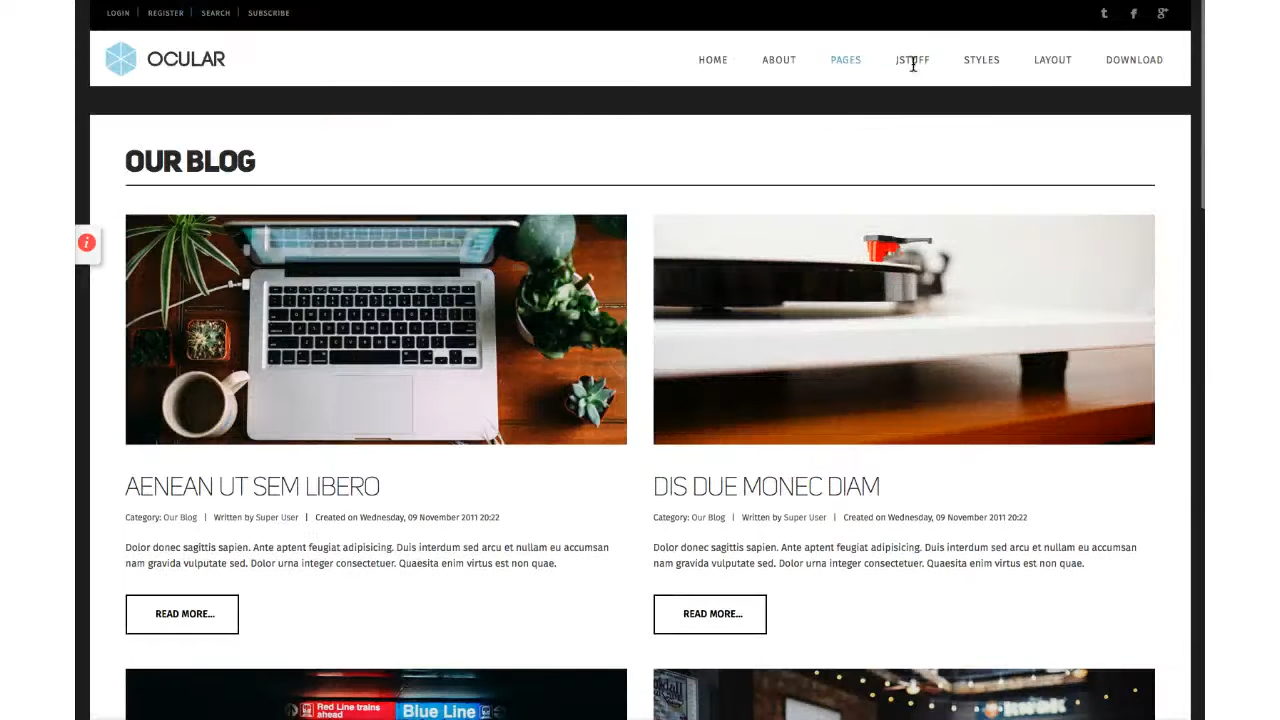 LOGIN | REGISTER | SEARCH | SUBSCRIBE
OCULAR
HOME ABOUT PAGES JSTUFF STYLES LAYOUT DOWNLOAD
OUR BLOG
AENEAN UT SEM LIBERO
Category: Our Blog | Written by Super User | Created on Wednesday, 09 November 2011 20:22
Dolor donec sagittis sapien. Ante aptent feugiat adipisicing. Duis interdum sed arcu et nullam eu accumsan
nam gravida vulputate sed. Dolor urna integer consectetuer. Quaesita enim virtus est non quae.
READ MORE...
DIS DUE MONEC DIAM
Category: Our Blog | Written by Super User | Created on Wednesday, 09 November 2011 20:22
Dolor donec sagittis sapien. Ante aptent feugiat adipisicing. Duis interdum sed arcu et nullam eu accumsan
nam gravida vulputate sed. Dolor urna integer consectetuer. Quaesita enim virtus est non quae.
READ MORE...
Red Line trains
ahead
Blue Line